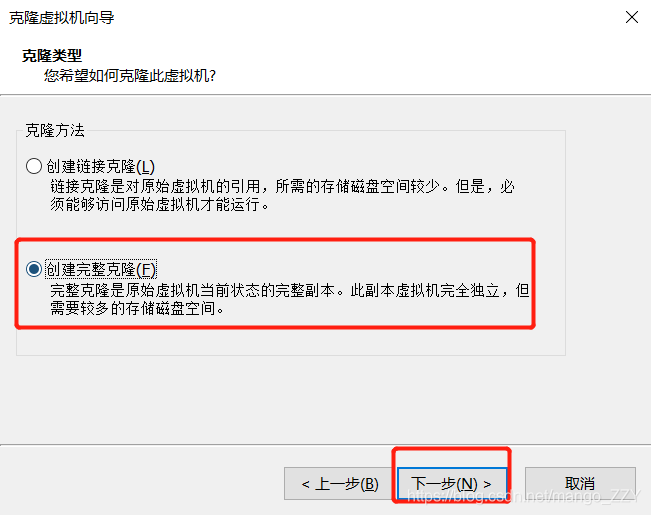 克隆虚拟机向导
克隆类型
您希望如何克隆此虚拟机?
克隆方法
创建链接克隆(L)
链接克隆是对原始虚拟机的引用，所需的存储磁盘空间较少。但是，必
须能够访问原始虚拟机才能运行。
创建完整克隆(F)
完整克隆是原始虚拟机当前状态的完整副本。此副本虚拟机完全独立，但
需要较多的存储磁盘空间。
< 上一步(B) 下一步(N) > 取消
https://blog.csdn.net/mango_ZZY